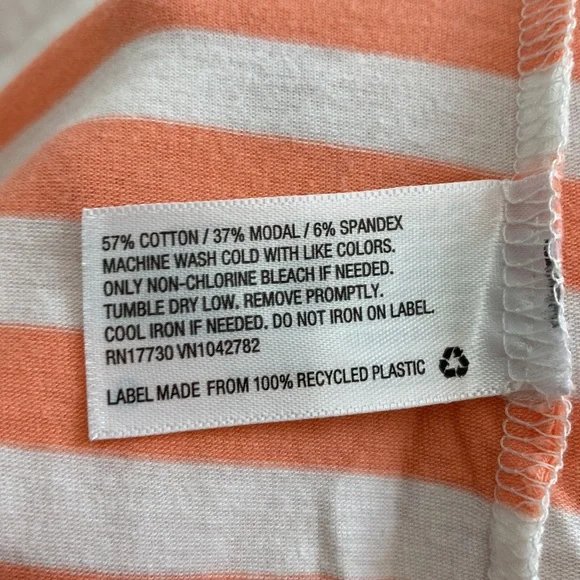 57% COTTON / 37% MODAL / 6% SPANDEX
MACHINE WASH COLD WITH LIKE COLORS.
ONLY NON-CHLORINE BLEACH IF NEEDED.
TUMBLE DRY LOW. REMOVE PROMPTLY.
COOL IRON IF NEEDED. DO NOT IRON ON LABEL.
RN17730 VN1042782
LABEL MADE FROM 100% RECYCLED PLASTIC